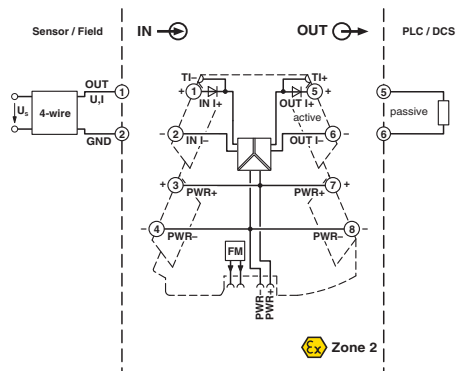 Sensor / Field
IN
OUT
PLC / DCS
TI–
TI+
OUT
U,I
1
+ 1
IN I+
OUT I+
5 +
5
Us
4-wire
active
passive
GND
2
– 2
IN I–
OUT I–
6 –
6
+ 3
PWR+
PWR+
7 +
– 4
PWR–
PWR–
8 –
FM
PWR–
PWR+
Ex Zone 2